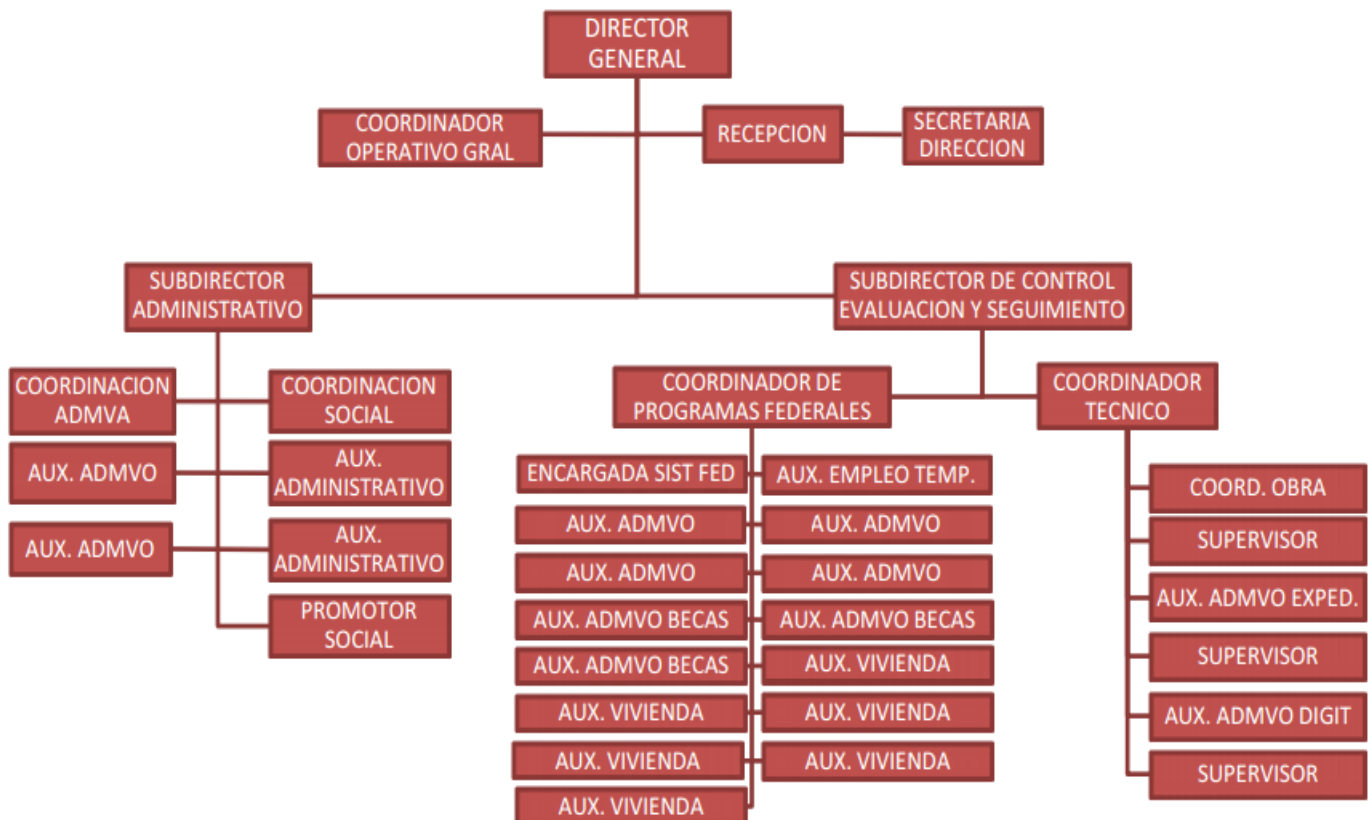 DIRECTOR
GENERAL
COORDINADOR
OPERATIVO GRAL
RECEPCION
SECRETARIA
DIRECCION
SUBDIRECTOR
ADMINISTRATIVO
SUBDIRECTOR DE CONTROL
EVALUACION Y SEGUIMIENTO
COORDINACION
ADMVA
COORDINACION
SOCIAL
AUX. ADMVO
AUX.
ADMINISTRATIVO
AUX. ADMVO
AUX.
ADMINISTRATIVO
PROMOTOR
SOCIAL
COORDINADOR DE
PROGRAMAS FEDERALES
ENCARGADA SIST FED
AUX. EMPLEO TEMP.
AUX. ADMVO
AUX. ADMVO
AUX. ADMVO
AUX. ADMVO
AUX. ADMVO BECAS
AUX. ADMVO BECAS
AUX. ADMVO BECAS
AUX. VIVIENDA
AUX. VIVIENDA
AUX. VIVIENDA
AUX. VIVIENDA
AUX. VIVIENDA
AUX. VIVIENDA
COORDINADOR
TECNICO
COORD. OBRA
SUPERVISOR
AUX. ADMVO EXPED.
SUPERVISOR
AUX. ADMVO DIGIT
SUPERVISOR